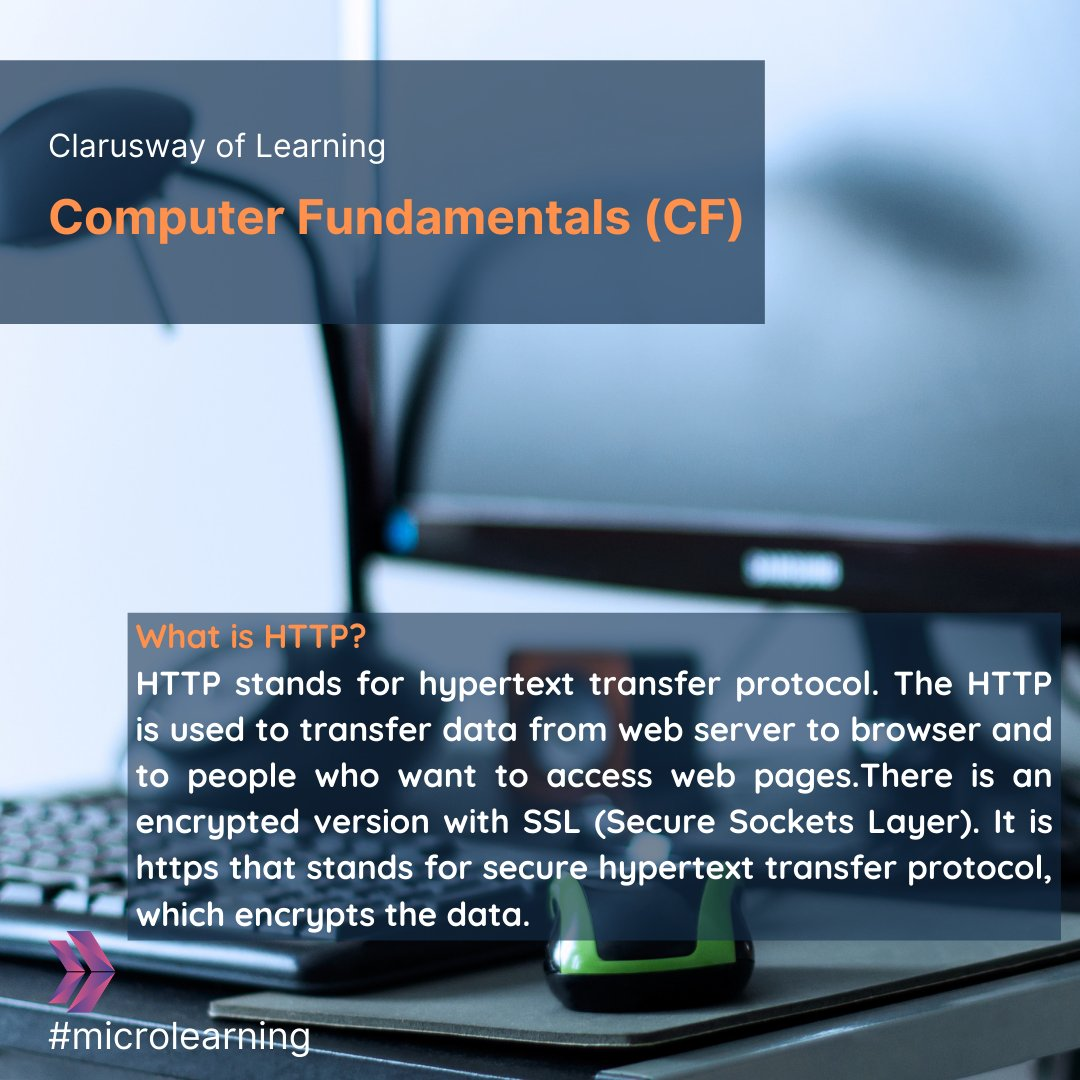 Clarusway of Learning
Computer Fundamentals (CF)
What is HTTP?
HTTP stands for hypertext transfer protocol. The HTTP
is used to transfer data from web server to browser and
to people who want to access web pages.There is an
encrypted version with SSL (Secure Sockets Layer). It is
https that stands for secure hypertext transfer protocol,
which encrypts the data.
#microlearning